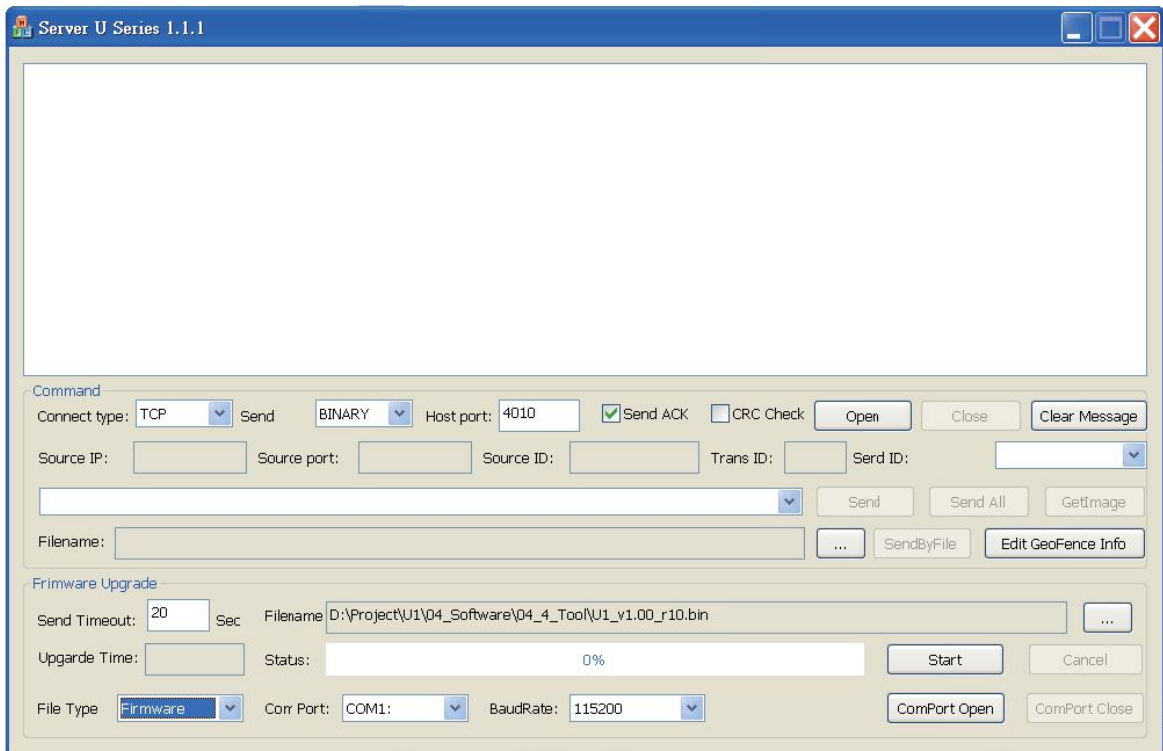 Server U Series 1.1.1
Command
Connect type: TCP Send BINARY Host port: 4010 Send ACK CRC Check Open Close Clear Message
Source IP: Source port: Source ID: Trans ID: Serd ID:
Send Send All GetImage
Filename: ... SendByFile Edit GeoFence Info
Frimware Upgrade
Send Timeout: 20 Sec Filename D:\Project\U1\04_Software\04_4_Tool\U1_v1.00_r10.bin ...
Upgarde Time: Status: 0% Start Cancel
File Type Firmware Com Port: COM1: BaudRate: 115200 ComPort Open ComPort Close